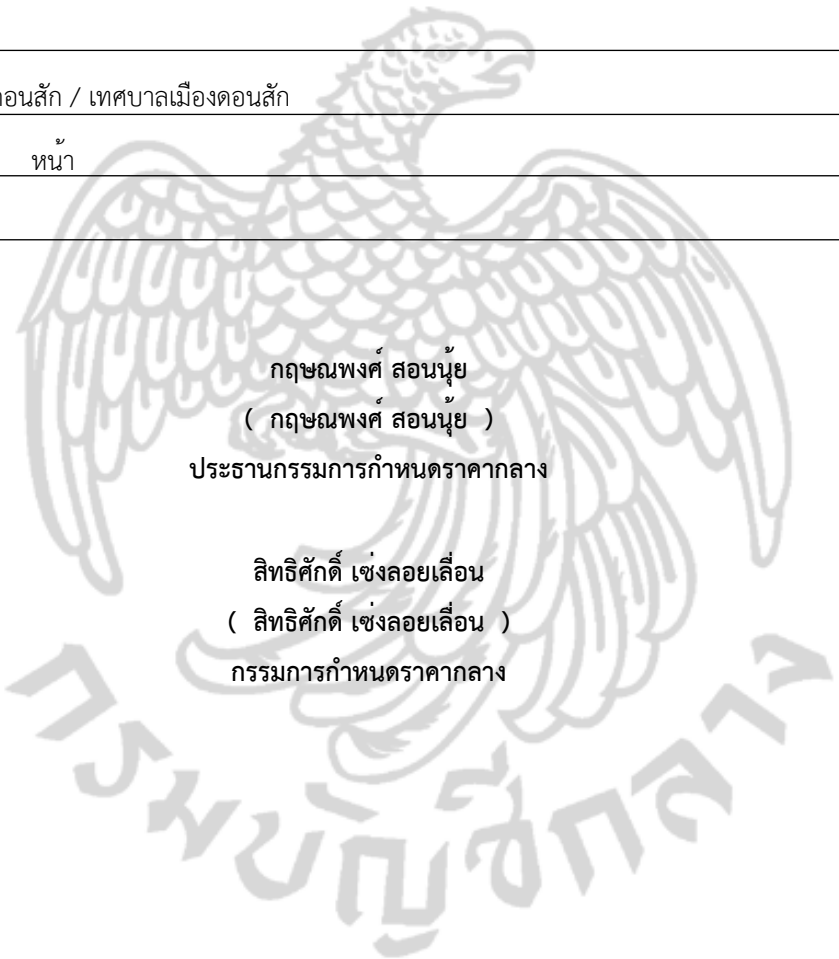 อนสัก / เทศบาลเมืองดอนสัก
หน้า
กฤษณพงศ์ สอนนุ้ย
( กฤษณพงศ์ สอนนุ้ย )
ประธานกรรมการกำหนดราคากลาง
สิทธิศักดิ์ เซ่งลอยเลื่อน
( สิทธิศักดิ์ เซ่งลอยเลื่อน )
กรรมการกำหนดราคากลาง
กรมบัญชีกลาง